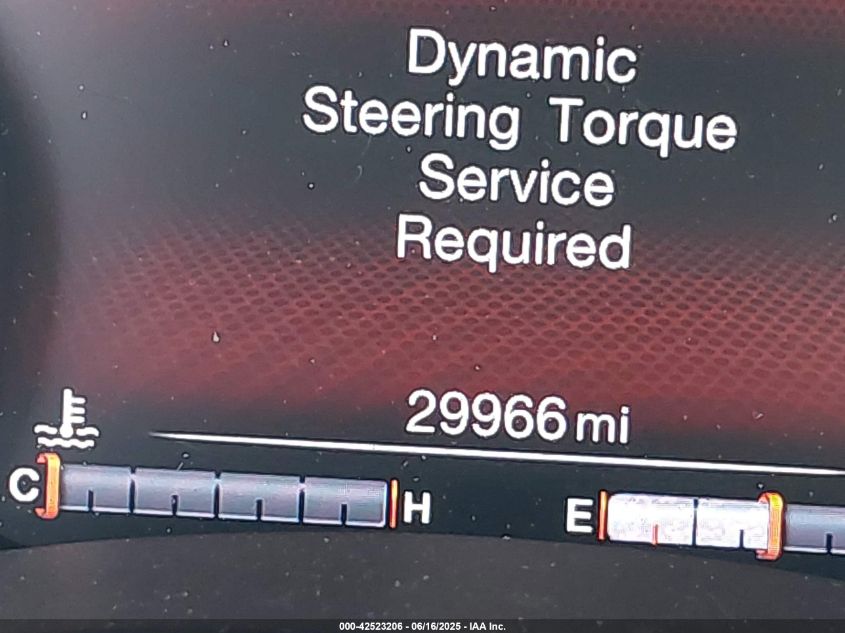 Dynamic
Steering Torque
Service
Required
29966 mi
C H E
000-42523206 - 06/16/2025 - IAA Inc.